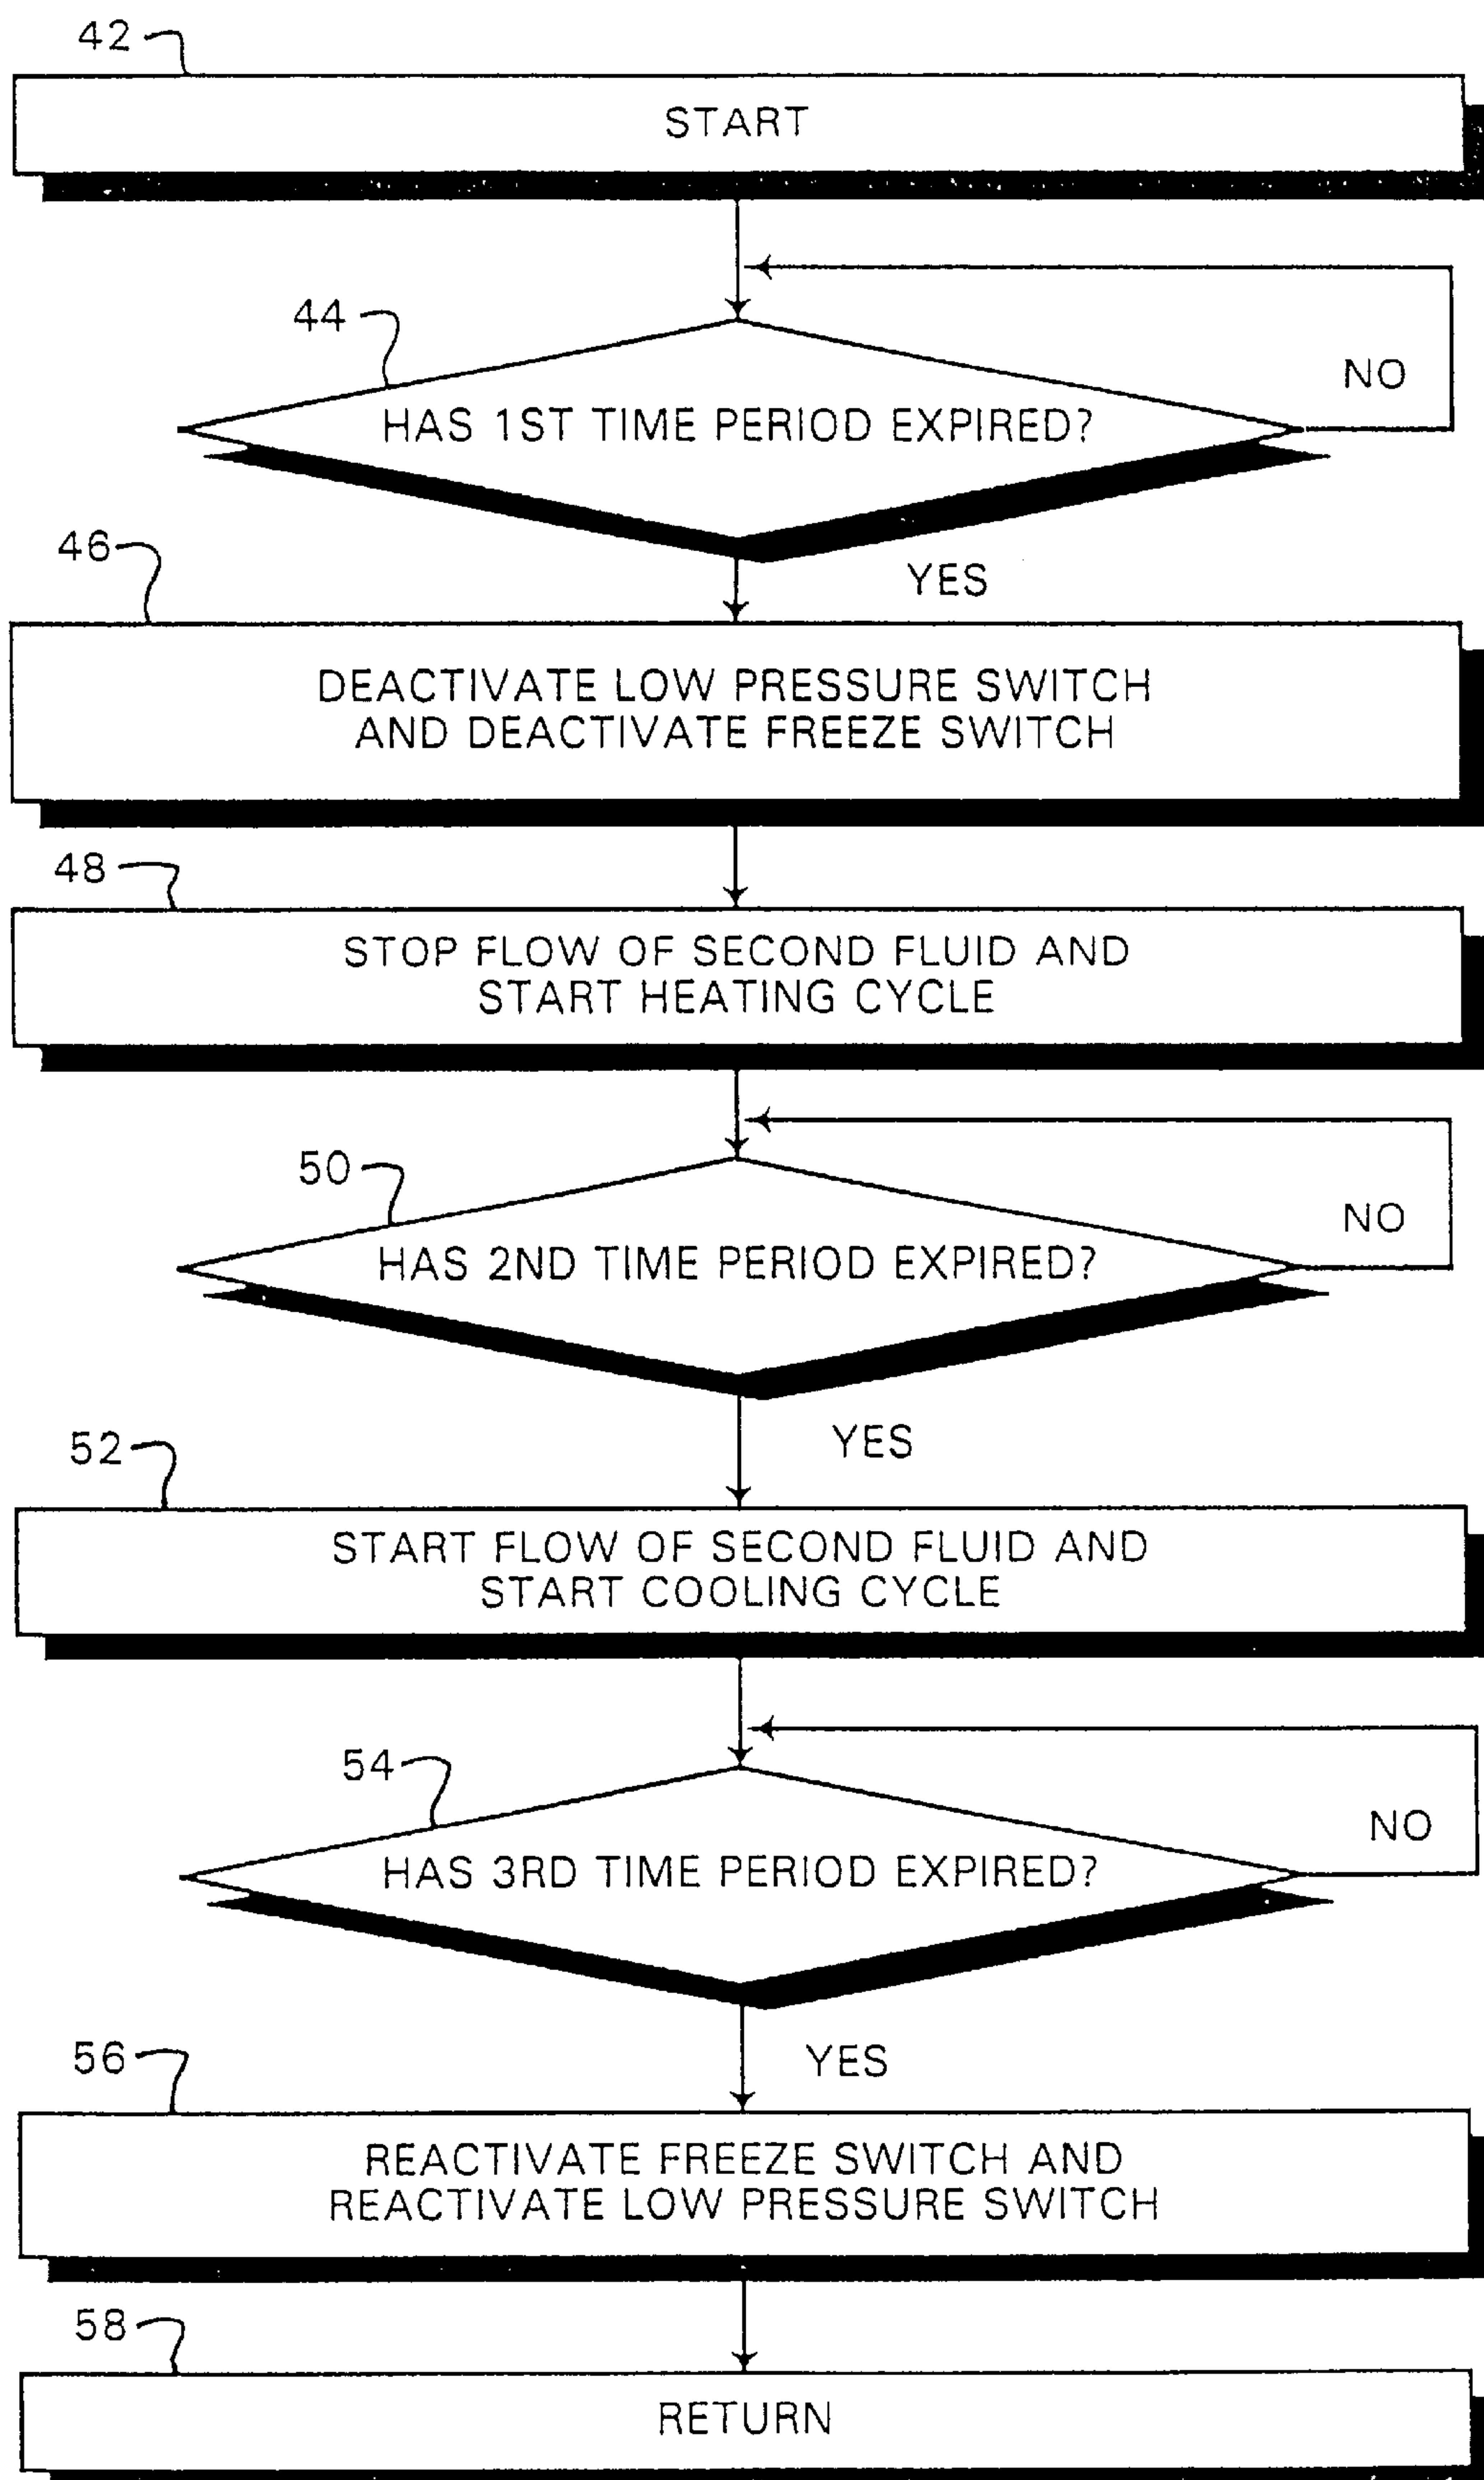 42
START
44
NO
HAS 1ST TIME PERIOD EXPIRED?
46
YES
DEACTIVATE LOW PRESSURE SWITCH
AND DEACTIVATE FREEZE SWITCH
48
STOP FLOW OF SECOND FLUID AND
START HEATING CYCLE
50
NO
HAS 2ND TIME PERIOD EXPIRED?
YES
52
START FLOW OF SECOND FLUID AND
START COOLING CYCLE
54
NO
HAS 3RD TIME PERIOD EXPIRED?
56
YES
REACTIVATE FREEZE SWITCH AND
REACTIVATE LOW PRESSURE SWITCH
58
RETURN